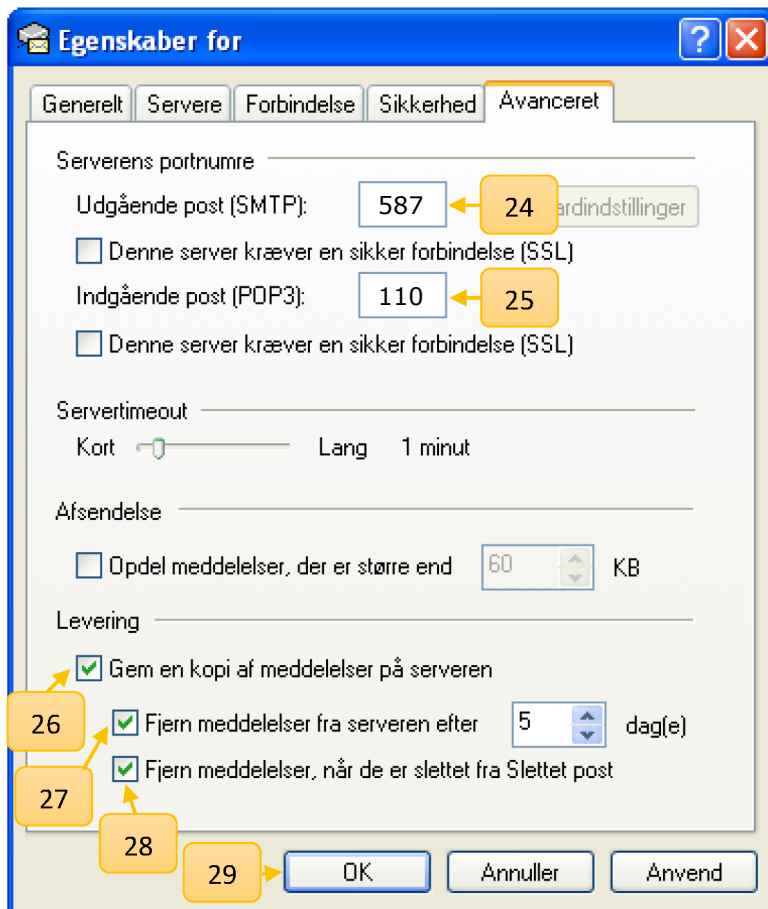 Egenskaber for
Generelt Servere Forbindelse Sikkerhed Avanceret
Serverens portnumre
Udgående post (SMTP): 587 24
Denne server kræver en sikker forbindelse (SSL)
Indgående post (POP3): 110 25
Denne server kræver en sikker forbindelse (SSL)
Servertimeout
Kort Lang 1 minut
Afsendelse
Opdel meddelelser, der er større end 60 KB
Levering
Gem en kopi af meddelelser på serveren
26 Fjern meddelelser fra serveren efter 5 dag(e)
Fjern meddelelser, når de er slettet fra Slettet post
27
28
29 OK Annuller Anvend